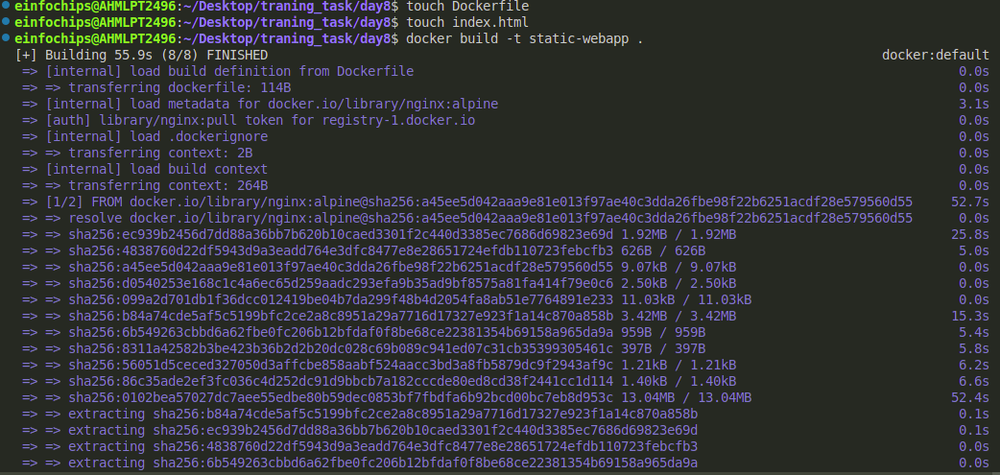 einfochips@AHMLPT2496:~/Desktop/traning_task/day8$ touch Dockerfile
einfochips@AHMLPT2496:~/Desktop/traning_task/day8$ touch index.html
einfochips@AHMLPT2496:~/Desktop/traning_task/day8$ docker build -t static-webapp .
[+] Building 55.9s (8/8) FINISHED docker:default
=> [internal] load build definition from Dockerfile 0.0s
=> => transferring dockerfile: 114B 0.0s
=> [internal] load metadata for docker.io/library/nginx:alpine 3.1s
=> [auth] library/nginx:pull token for registry-1.docker.io 0.0s
=> [internal] load .dockerignore 0.0s
=> => transferring context: 2B 0.0s
=> [internal] load build context 0.0s
=> => transferring context: 264B 0.0s
=> [1/2] FROM docker.io/library/nginx:alpine@sha256:a45ee5d042aaa9e81e013f97ae40c3dda26fbe98f22b6251acdf28e579560d55 52.7s
=> => resolve docker.io/library/nginx:alpine@sha256:a45ee5d042aaa9e81e013f97ae40c3dda26fbe98f22b6251acdf28e579560d55 0.0s
=> => sha256:ec939b2456d7dd88a36bb7b620b10caed3301f2c440d3385ec7686d69823e69d 1.92MB / 1.92MB 25.8s
=> => sha256:4838760d22df5943d9a3eadd764e3dfc8477e8e28651724efdb110723febcfb3 626B / 626B 5.0s
=> => sha256:a45ee5d042aaa9e81e013f97ae40c3dda26fbe98f22b6251acdf28e579560d55 9.07kB / 9.07kB 0.0s
=> => sha256:d0540253e168c1c4a6ec65d259aadc293efa9b35ad9bf8575a81fa414f79e0c6 2.50kB / 2.50kB 0.0s
=> => sha256:099a2d701db1f36dcc012419be04b7da299f48b4d2054fa8ab51e7764891e233 11.03kB / 11.03kB 0.0s
=> => sha256:b84a74cde5af5c5199bfc2ce2a8c8951a29a7716d17327e923f1a14c870a858b 3.42MB / 3.42MB 15.3s
=> => sha256:6b549263cbbd6a62fbe0fc206b12bfdaf0f8be68ce22381354b69158a965da9a 959B / 959B 5.4s
=> => sha256:8311a42582b3be423b36b2d2b20dc028c69b089c941ed07c31cb35399305461c 397B / 397B 5.8s
=> => sha256:56051d5ceced327050d3affcbe858aabf524aacc3bd3a8fb5879dc9f2943af9c 1.21kB / 1.21kB 6.2s
=> => sha256:86c35ade2ef3fc036c4d252dc91d9bbcb7a182cccde80ed8cd38f2441cc1d114 1.40kB / 1.40kB 6.6s
=> => sha256:0102bea57027dc7aee55edbe80b59dec0853bf7fbdfa6b92bcd00bc7eb8d953c 13.04MB / 13.04MB 52.4s
=> => extracting sha256:b84a74cde5af5c5199bfc2ce2a8c8951a29a7716d17327e923f1a14c870a858b 0.1s
=> => extracting sha256:ec939b2456d7dd88a36bb7b620b10caed3301f2c440d3385ec7686d69823e69d 0.1s
=> => extracting sha256:4838760d22df5943d9a3eadd764e3dfc8477e8e28651724efdb110723febcfb3 0.0s
=> => extracting sha256:6b549263cbbd6a62fbe0fc206b12bfdaf0f8be68ce22381354b69158a965da9a 0.0s